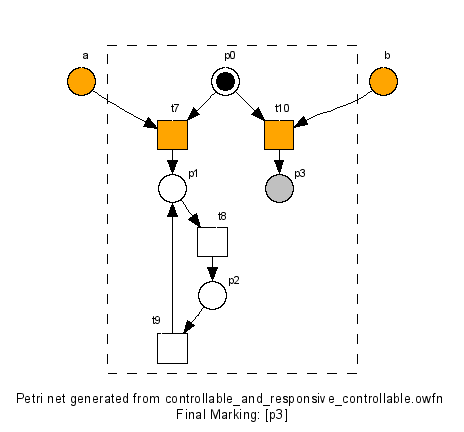 a
p0
b
t7
t10
p1
p3
t8
p2
t9
Petri net generated from controllable_and_responsive_controllable.owfn
Final Marking: [p3]